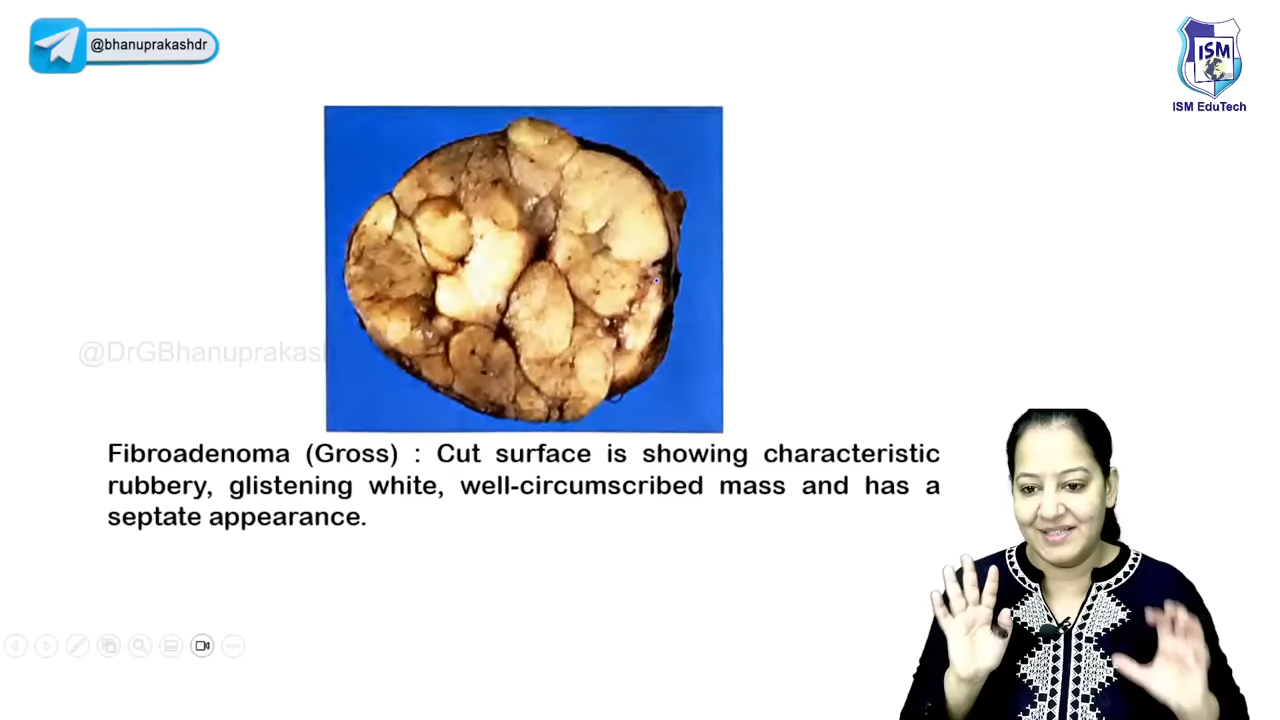 @bhanuprakashdr
ISM
ISM EduTech
@DrGBhanuprakash
Fibroadenoma (Gross) : Cut surface is showing characteristic
rubbery, glistening white, well-circumscribed mass and has a
septate appearance.